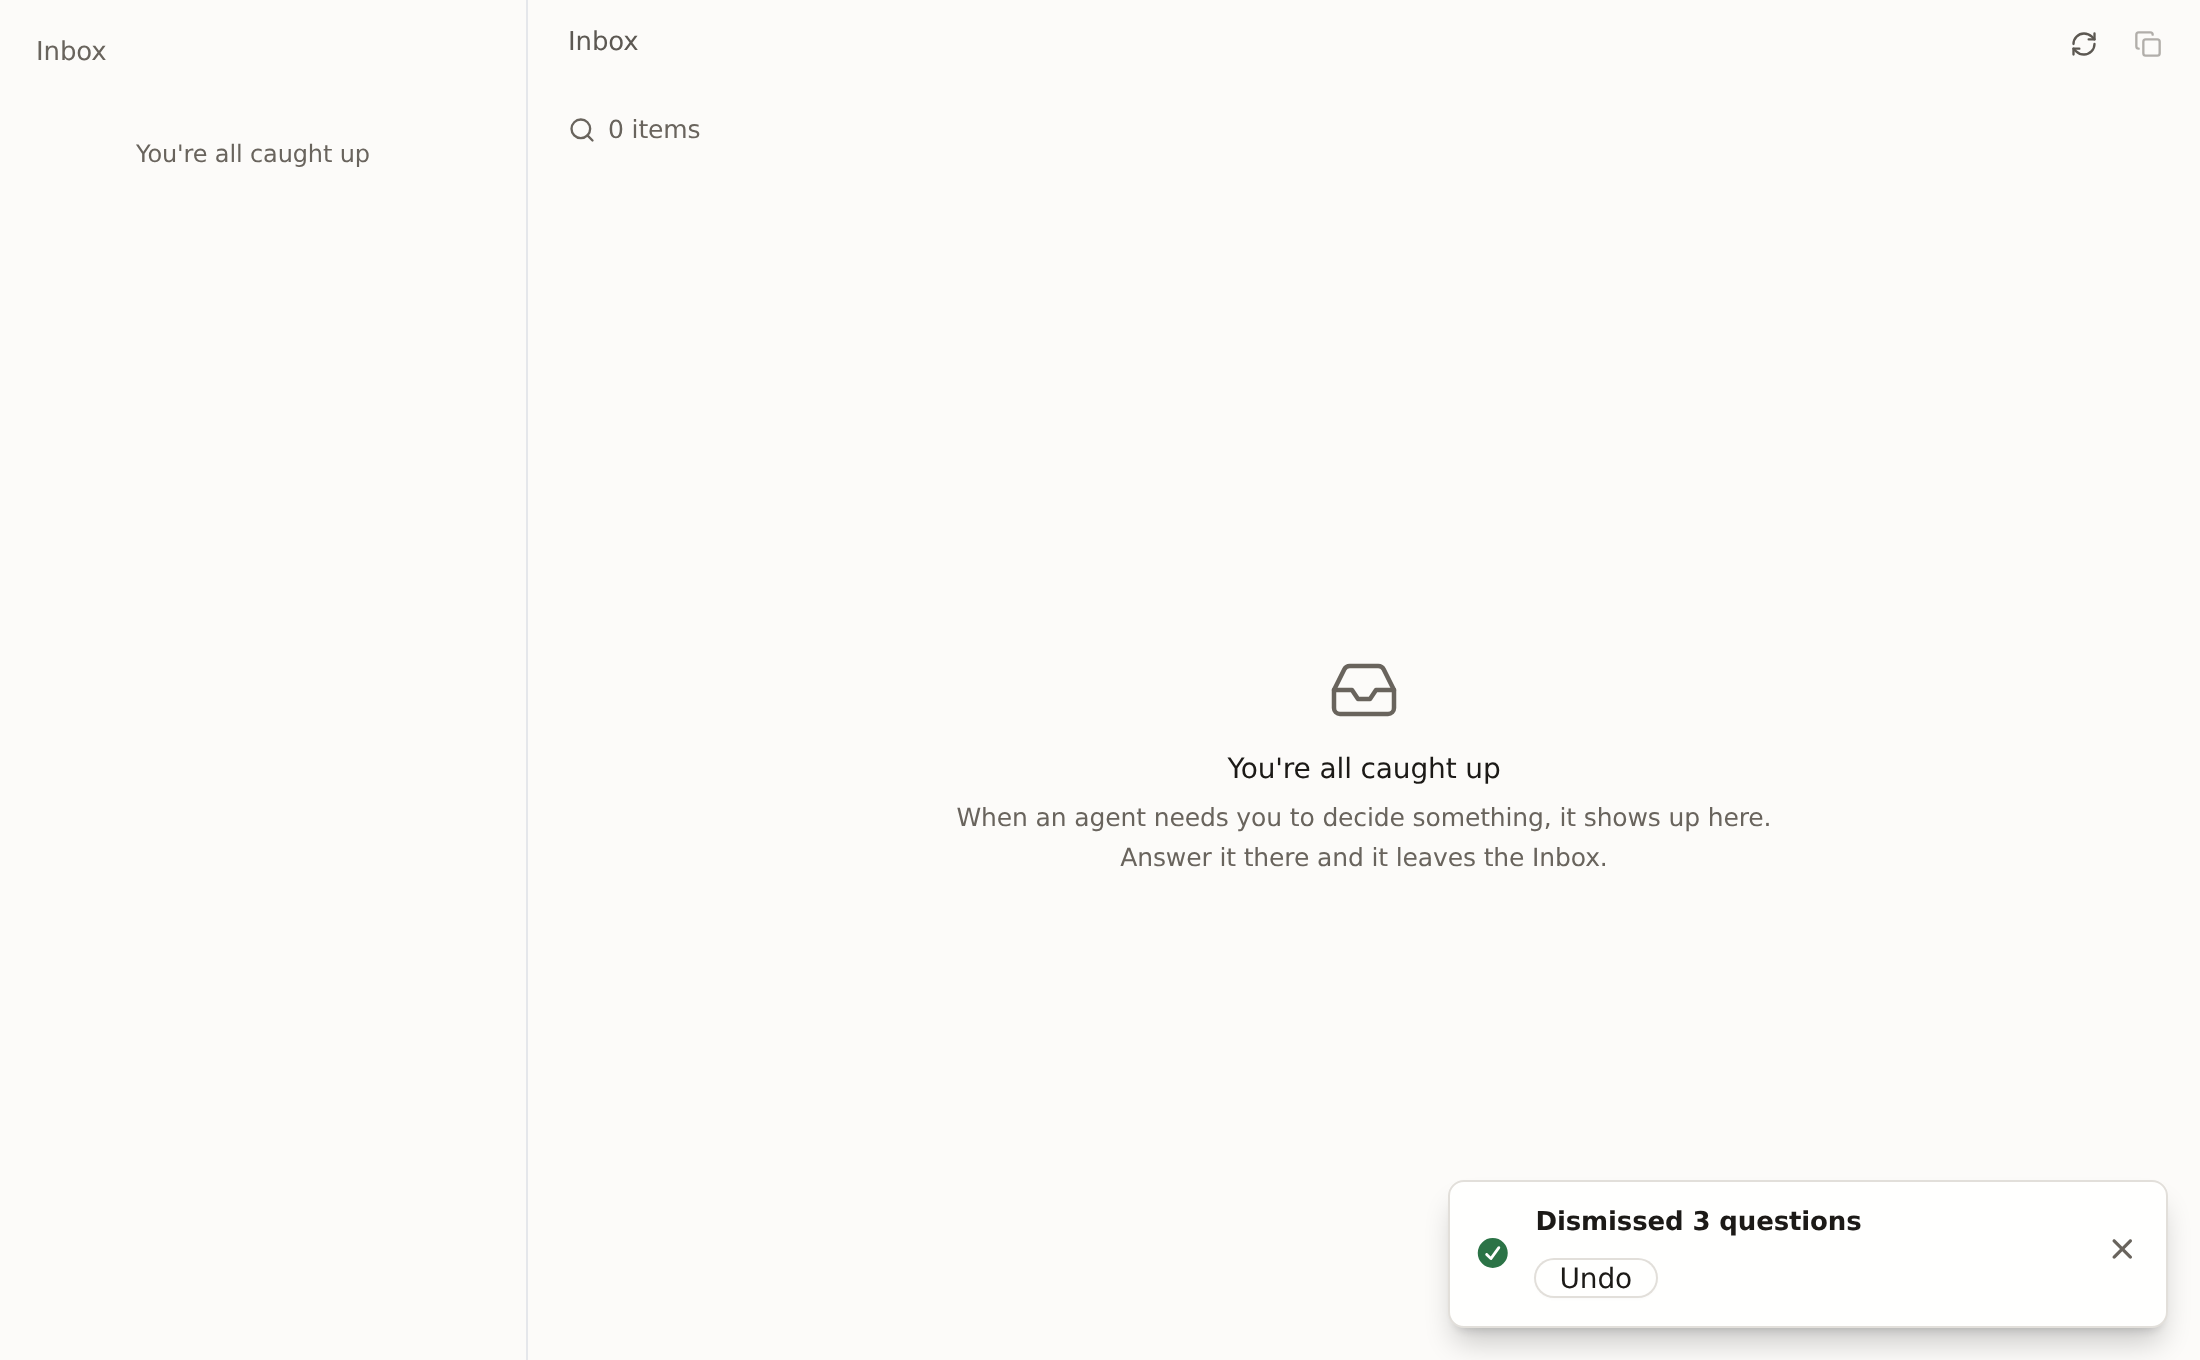 Inbox
You're all caught up
Inbox
0 items
You're all caught up
When an agent needs you to decide something, it shows up here.
Answer it there and it leaves the Inbox.
Dismissed 3 questions
Undo